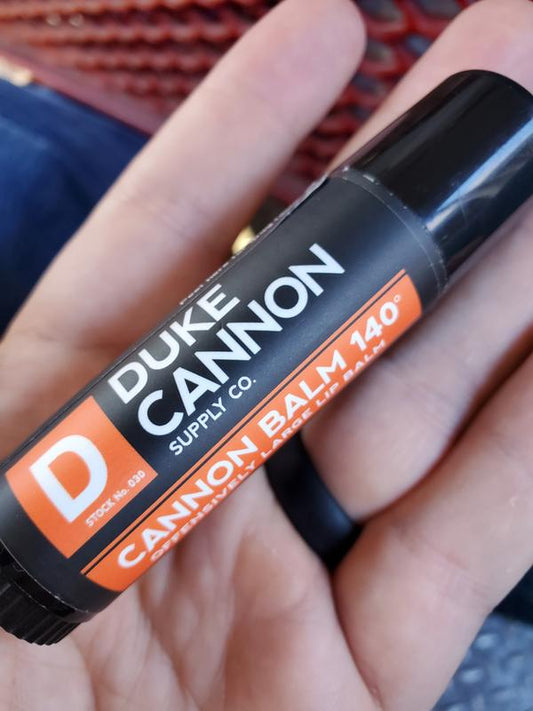 DUKE
CANNON
SUPPLY CO.
D
STOCK No. 030
CANNON BALM 140°
OFFENSIVELY LARGE LIP BALM